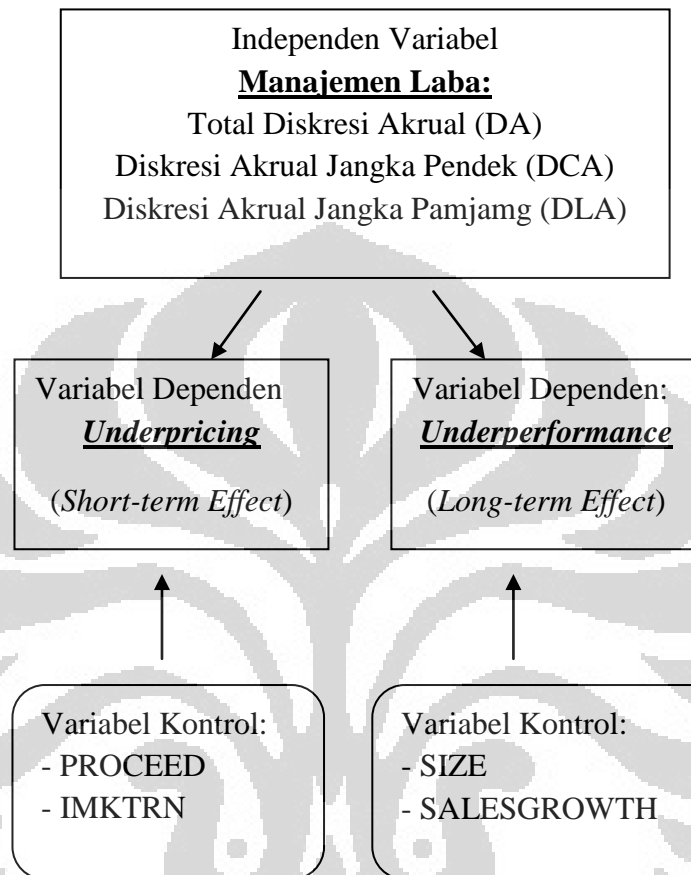 Independen Variabel
Manajemen Laba:
Total Diskresi Akrual (DA)
Diskresi Akrual Jangka Pendek (DCA)
Diskresi Akrual Jangka Pamjamg (DLA)
Variabel Dependen
Underpricing
(Short-term Effect)
Variabel Dependen:
Underperformance
(Long-term Effect)
Variabel Kontrol:
- PROCEED
- IMKTRN
Variabel Kontrol:
- SIZE
- SALESGROWTH